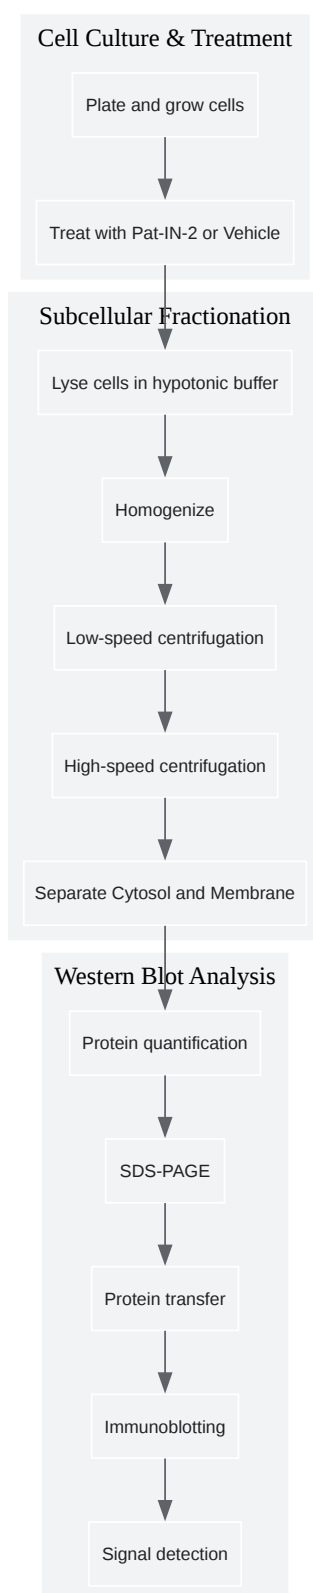 Cell Culture & Treatment
Plate and grow cells
Treat with Pat-IN-2 or Vehicle
Subcellular Fractionation
Lyse cells in hypotonic buffer
Homogenize
Low-speed centrifugation
High-speed centrifugation
Separate Cytosol and Membrane
Western Blot Analysis
Protein quantification
SDS-PAGE
Protein transfer
Immunoblotting
Signal detection